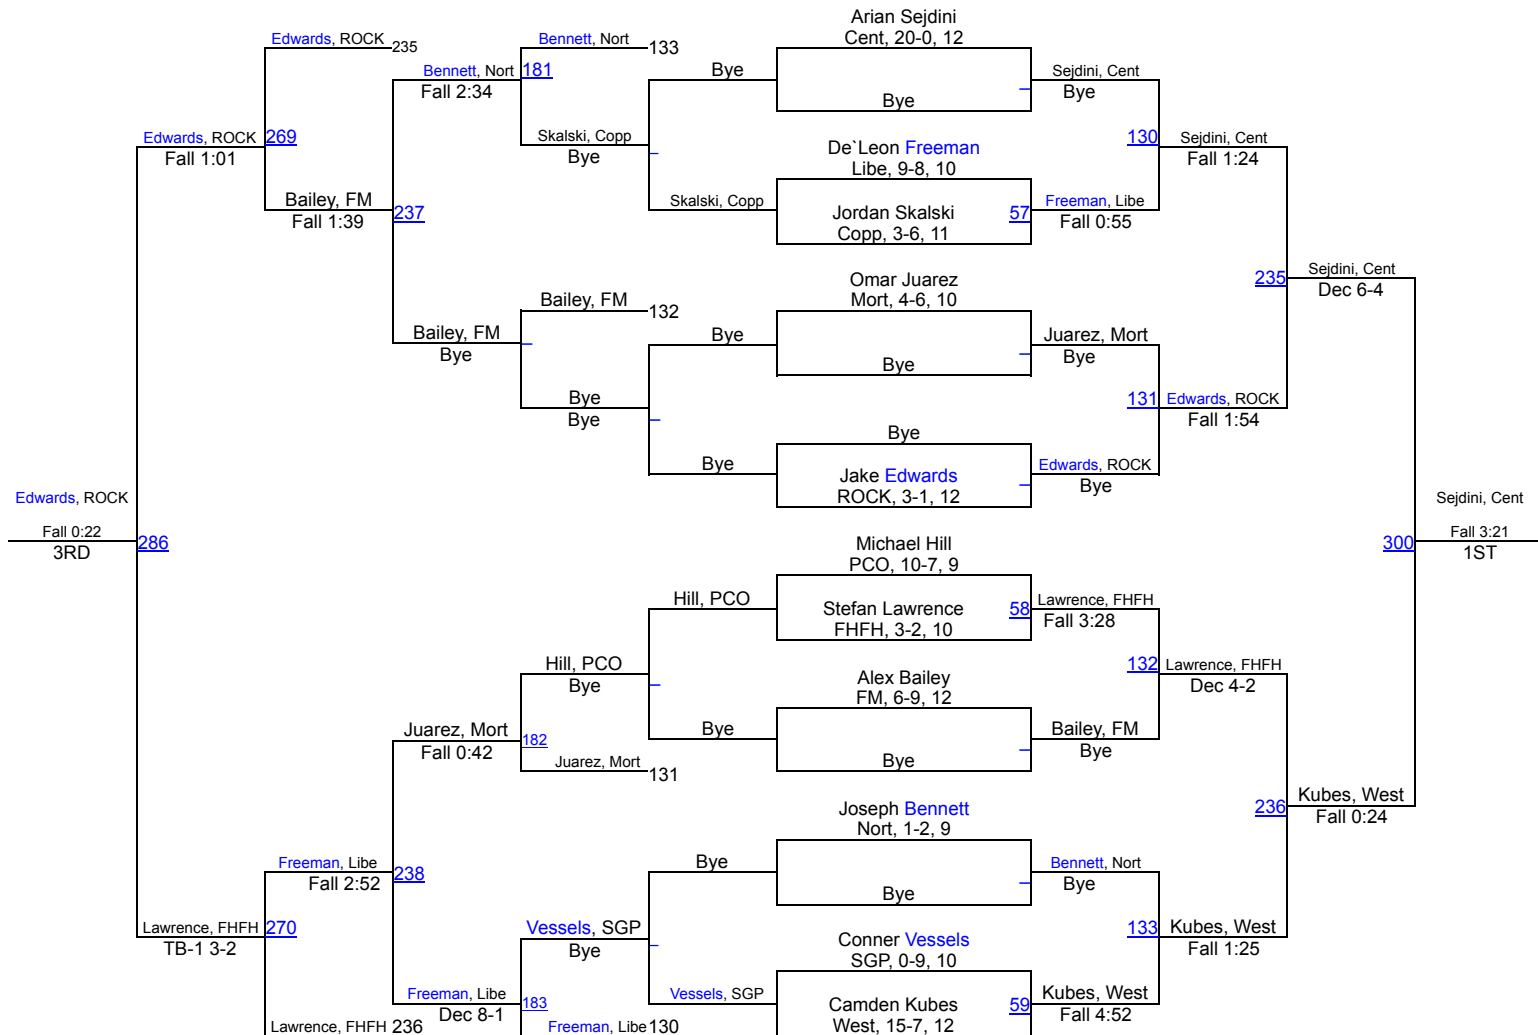 Arian Sejdini
Cent, 20-0, 12
Edwards, ROCK 235
Bennett, Nort 133
Bennett, Nort 181
Fall 2:34
Bye
Sejdini, Cent
Bye
Bye
Edwards, ROCK 269
Fall 1:01
Skalski, Copp
Bye
De`Leon Freeman
Libe, 9-8, 10
130 Sejdini, Cent
Fall 1:24
Bailey, FM
Fall 1:39
237
Skalski, Copp
Jordan Skalski
Copp, 3-6, 11
57 Freeman, Libe
Fall 0:55
235 Sejdini, Cent
Dec 6-4
Omar Juarez
Mort, 4-6, 10
Bailey, FM 132
Bailey, FM
Bye
Bye
Juarez, Mort
Bye
Bye
Bye
Bye
131 Edwards, ROCK
Fall 1:54
Bye
Bye
Jake Edwards
ROCK, 3-1, 12
Edwards, ROCK
Bye
Edwards, ROCK
Fall 0:22
3RD
286
Sejdini, Cent
300 Fall 3:21
1ST
Michael Hill
PCO, 10-7, 9
Hill, PCO
Stefan Lawrence
FHFH, 3-2, 10
58 Lawrence, FHFH
Fall 3:28
Hill, PCO
Bye
Alex Bailey
FM, 6-9, 12
132 Lawrence, FHFH
Dec 4-2
Juarez, Mort
Fall 0:42
182
Bye
Bailey, FM
Bye
Juarez, Mort 131
Bye
Joseph Bennett
Nort, 1-2, 9
236 Kubes, West
Fall 0:24
Freeman, Libe
Fall 2:52
238
Bye
Bennett, Nort
Bye
Bye
Lawrence, FHFH 270
TB-1 3-2
Vessels, SGP
Bye
Conner Vessels
SGP, 0-9, 10
133 Kubes, West
Fall 1:25
Freeman, Libe
Dec 8-1
183
Vessels, SGP
Camden Kubes
West, 15-7, 12
59 Kubes, West
Fall 4:52
Lawrence, FHFH 236
Freeman, Libe 130